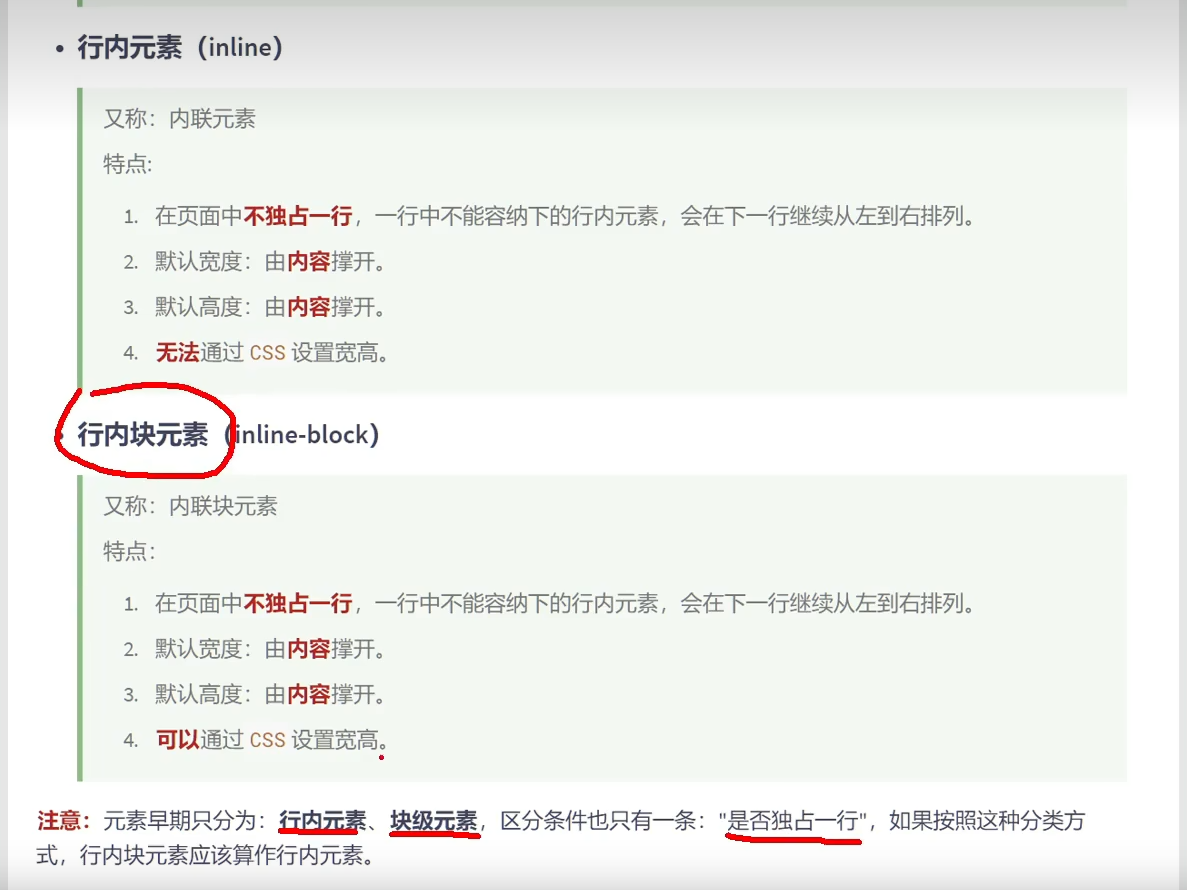 • 行内元素（inline）
又称：内联元素
特点:
1. 在页面中不独占一行，一行中不能容纳下的行内元素，会在下一行继续从左到右排列。
2. 默认宽度：由内容撑开。
3. 默认高度：由内容撑开。
4. 无法通过 CSS 设置宽高。
• 行内块元素（inline-block）
又称：内联块元素
特点：
1. 在页面中不独占一行，一行中不能容纳下的行内元素，会在下一行继续从左到右排列。
2. 默认宽度：由内容撑开。
3. 默认高度：由内容撑开。
4. 可以通过 CSS 设置宽高。
注意：元素早期只分为：行内元素、块级元素，区分条件也只有一条："是否独占一行"，如果按照这种分类方
式，行内块元素应该算作行内元素。